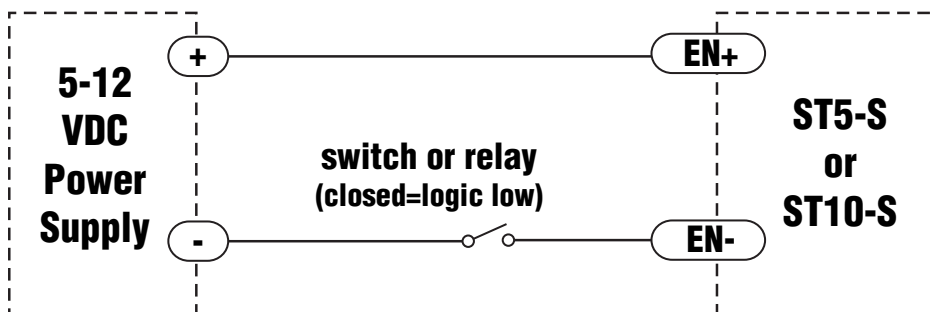 5-12
VDC
Power
Supply
+
-
switch or relay
(closed=logic low)
EN+
EN-
ST5-S
or
ST10-S